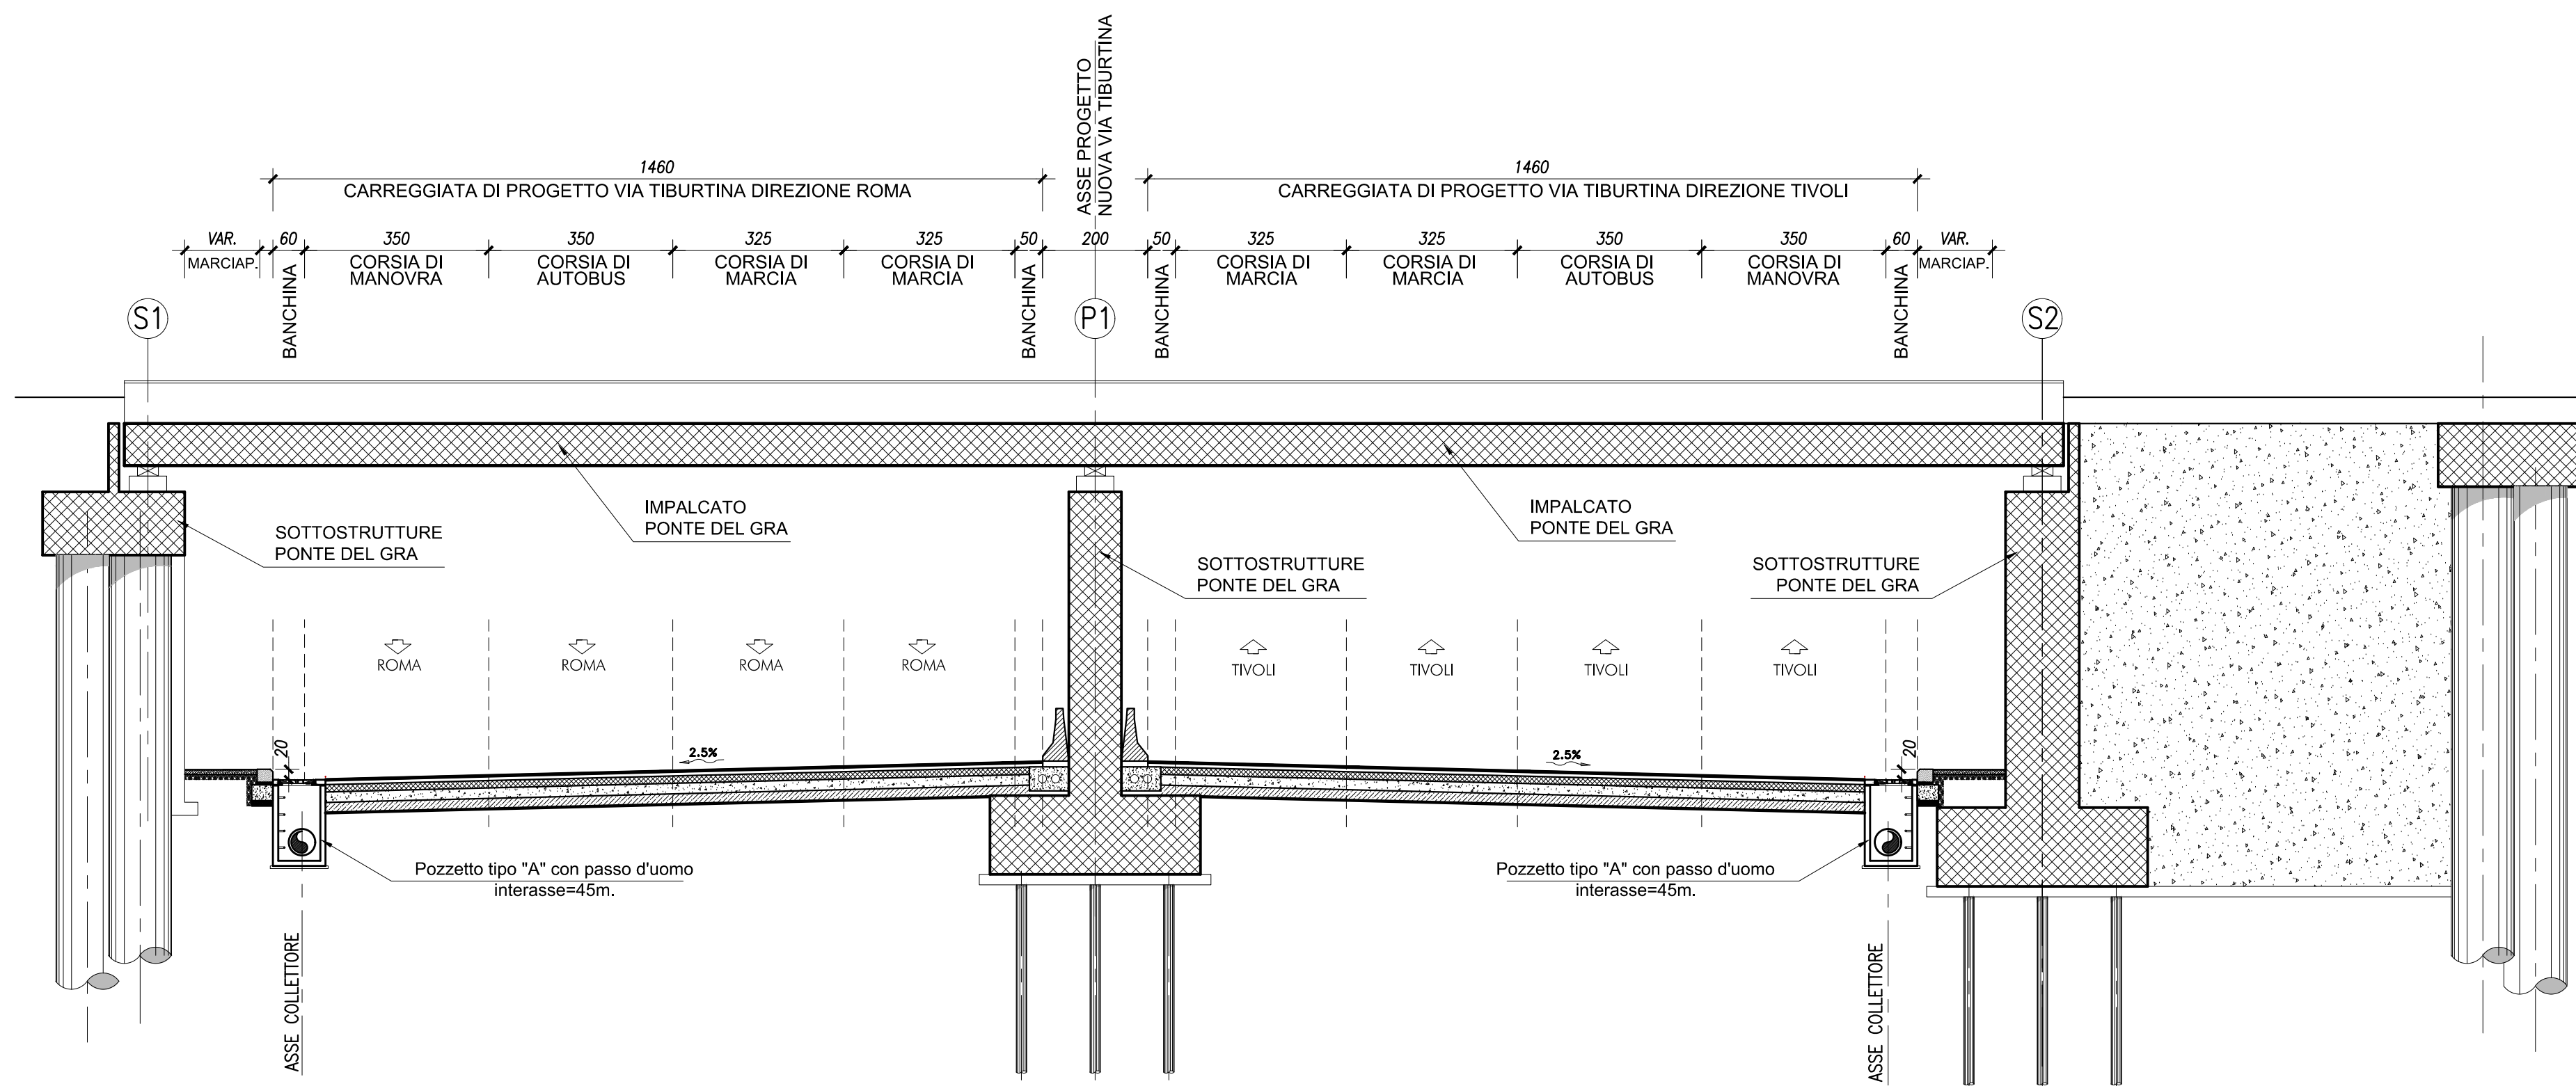 ASSE PROGETTO
NUOVA VIA TIBURTINA
1460
CARREGGIATA DI PROGETTO VIA TIBURTINA DIREZIONE ROMA
1460
CARREGGIATA DI PROGETTO VIA TIBURTINA DIREZIONE TIVOLI
VAR.
60
350
350
325
325
50
200
50
325
325
350
350
60
VAR.
MARCIAP.
BANCHINA
CORSIA DI
MANOVRA
CORSIA DI
AUTOBUS
CORSIA DI
MARCIA
CORSIA DI
MARCIA
BANCHINA
BANCHINA
CORSIA DI
MARCIA
CORSIA DI
MARCIA
CORSIA DI
AUTOBUS
CORSIA DI
MANOVRA
BANCHINA
MARCIAP.
S1
P1
S2
SOTTOSTRUTTURE
PONTE DEL GRA
IMPALCATO
PONTE DEL GRA
SOTTOSTRUTTURE
PONTE DEL GRA
IMPALCATO
PONTE DEL GRA
SOTTOSTRUTTURE
PONTE DEL GRA
ROMA
ROMA
ROMA
ROMA
TIVOLI
TIVOLI
TIVOLI
TIVOLI
20
2.5%
2.5%
20
Pozzetto tipo "A" con passo d'uomo
interasse=45m.
Pozzetto tipo "A" con passo d'uomo
interasse=45m.
ASSE COLLETTORE
ASSE COLLETTORE